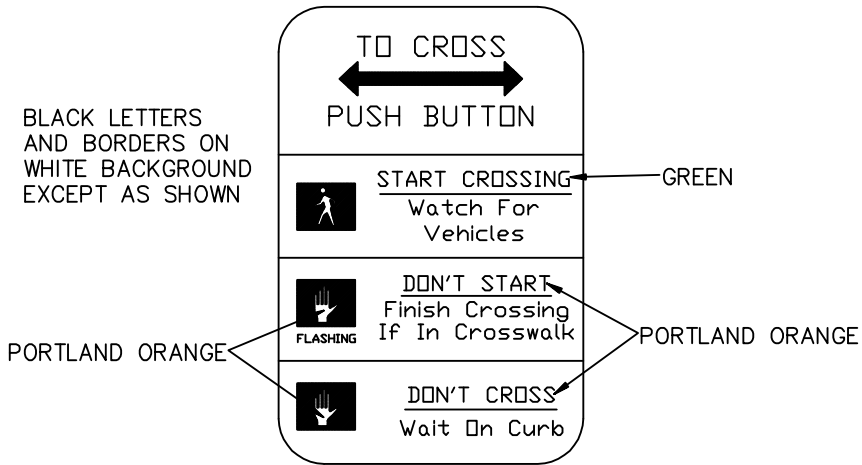 TO CROSS
PUSH BUTTON
BLACK LETTERS
AND BORDERS ON
WHITE BACKGROUND
EXCEPT AS SHOWN
START CROSSING
Watch For
Vehicles
GREEN
DON'T START
Finish Crossing
If In Crosswalk
FLASHING
PORTLAND ORANGE
PORTLAND ORANGE
DON'T CROSS
Wait On Curb